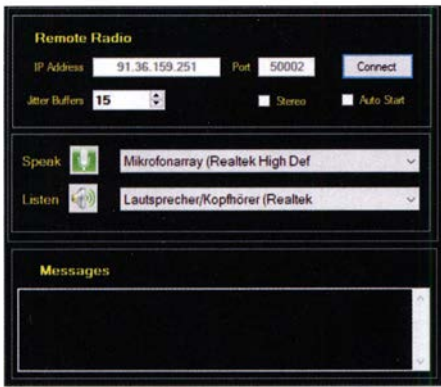 Remote Radio
IP Address 91.36.159.251 Port 50002 Connect
Jitter Buffers 15 Stereo Auto Start
Speak Mikrofonarray (Realtek High Def
Listen Lautsprecher/Kopfhörer (Realtek
Messages